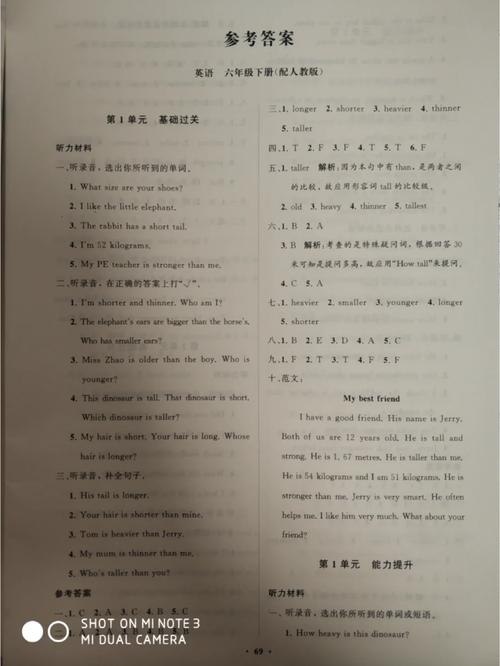 参考答案
英语 六年级下册(配人教版)
第1单元 基础过关
听力材料
一、听录音,选出你所听到的单词。
1. What size are your shoes?
2. I like the little elephant.
3. The rabbit has a short tail.
4. I'm 52 kilograms.
5. My PE teacher is stronger than me.
二、听录音,在正确的答案上打“√”。
1. I'm shorter and thinner. Who am I?
2. The elephant's ears are bigger than the horse's,
Who has smaller ears?
3. Miss Zhao is older than the boy. Who is
younger?
4. This dinosaur is tall. That dinosaur is short.
Which dinosaur is taller?
5. My hair is short. Your hair is long. Whose
hair is longer?
三、听录音,补全句子。
1. His tail is longer.
2. Your hair is shorter than mine.
3. Tom is heavier than Jerry.
4. My mum is thinner than me.
5. Who's taller than you?
参考答案
一、1. C 2. A 3. A 4. B 5. C
二、1. A 2. B 3. B 4. B 5. B
三、1. longer 2. shorter 3. heavier 4. thinner
5. taller
四、1. T 2. F 3. F 4. T 5. T 6. F
五、1. taller 解析:因为本句中有than,是两者之间
的比较,故应用形容词 tall 的比较级。
2. old 3. heavy 4. thinner 5. tallest
六、1. B 2. A
3. B 解析:考查的是特殊疑问词,根据回答 30
米可知是提问多高,故应用“How tall”来提问。
4. C 5. A
七、1. heavier 2. smaller 3. younger 4. longer
5. shorter
八、1. B 2. E 3. D 4. A 5. C
九、1. F 2. T 3. T 4. F 5. F
十、范文:
My best friend
I have a good friend. His name is Jerry.
Both of us are 12 years old. He is tall and
strong. He is 1. 67 metres. He is taller than me.
He is 54 kilograms and I am 51 kilograms. He is
stronger than me. Jerry is very smart. He often
helps me. I like him very much. What about your
friend?
第1单元 能力提升
听力材料
一、听录音,选出你所听到的单词或短语。
1. How heavy is this dinosaur?
69
SHOT ON MI NOTE 3
MI DUAL CAMERA